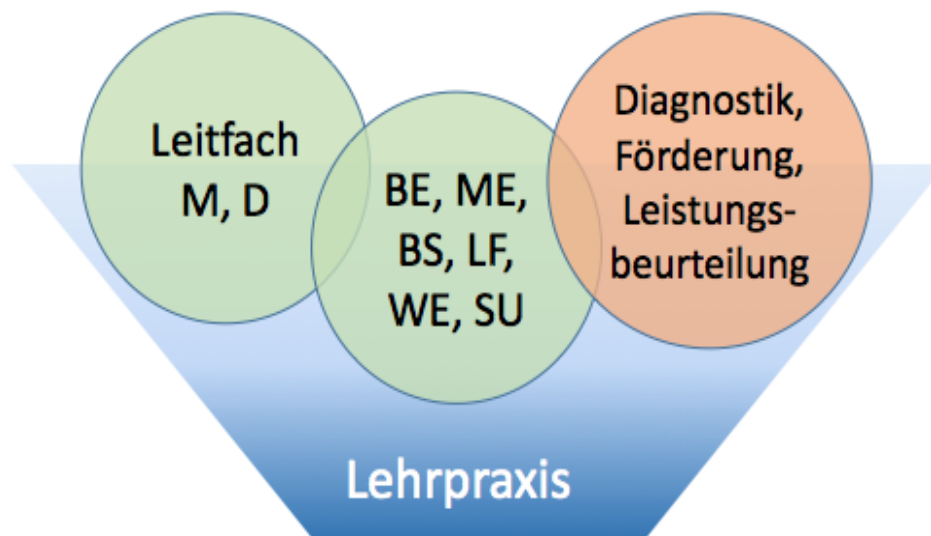 Leitfach
M, D
BE, ME,
BS, LF,
WE, SU
Diagnostik,
Förderung,
Leistungs-
beurteilung
Lehrpraxis